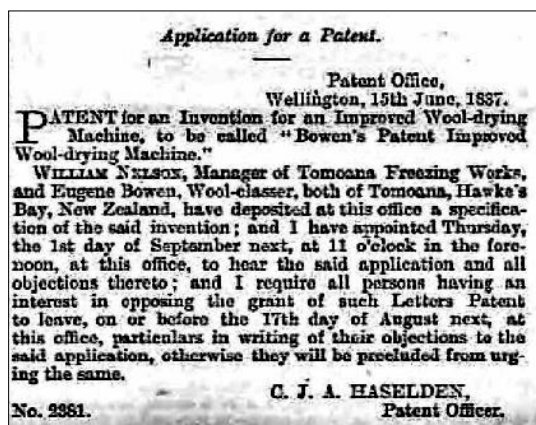 Application for a Patent.
Patent Office,
Wellington, 15th June, 1887.
PATENT for an Invention for an Improved Wool-drying
Machine, to be called "Bowen's Patent Improved
Wool-drying Machine."
WILLIAM NELSON, Manager of Tomoana Freezing Works,
and Eugene Bowen, Wool-classer, both of Tomoana, Hawke's
Bay, New Zealand, have deposited at this office a specifica-
tion of the said invention; and I have appointed Thursday,
the 1st day of September next, at 11 o'clock in the fore-
noon, at this office, to hear the said application and all
objections thereto; and I require all persons having an
interest in opposing the grant of such Letters Patent
to leave, on or before the 17th day of August next, at
this office, particulars in writing of their objections to the
said application, otherwise they will be precluded from urg-
ing the same.
C. J. A. HASELDEN,
No. 2381. Patent Officer.